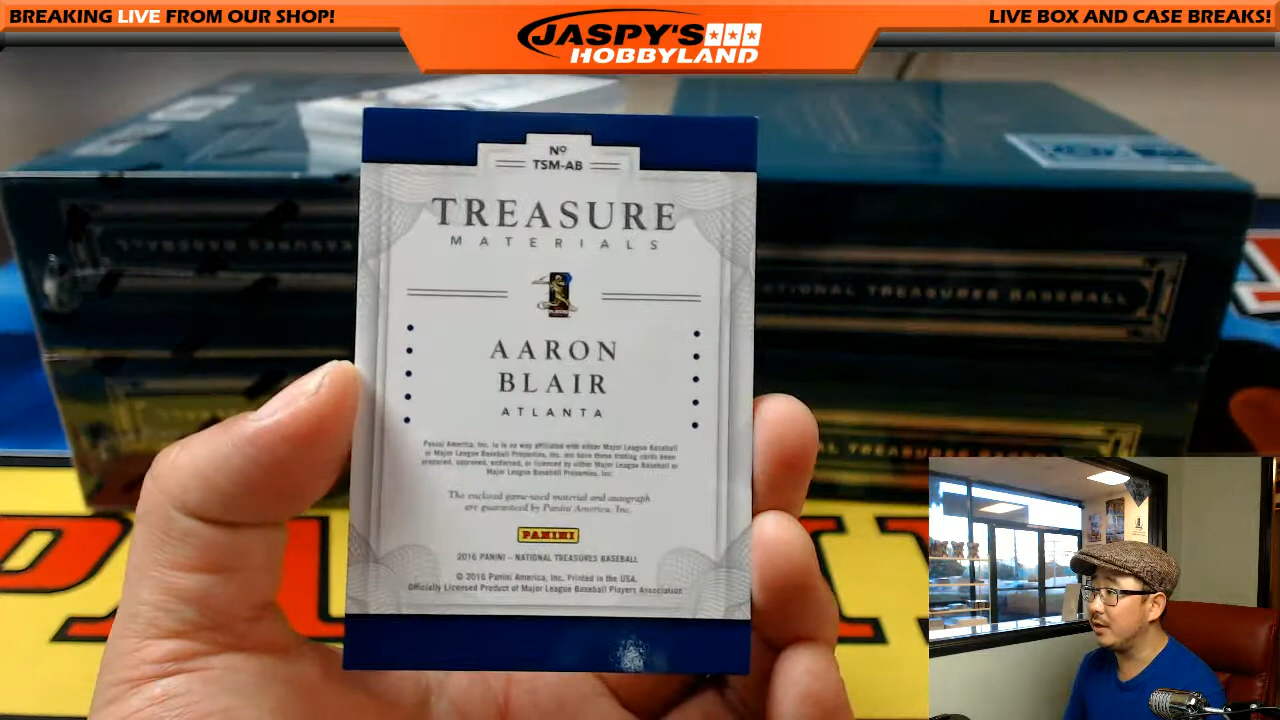 BREAKING LIVE FROM OUR SHOP!
JASPY'S
HOBBYLAND
LIVE BOX AND CASE BREAKS!
Nº
TSM-AB
TREASURE
MATERIALS
AARON
BLAIR
ATLANTA
Panini America, Inc. is in no way affiliated with either Major League Baseball
or Major League Baseball Properties, Inc. nor have these trading cards been
prepared, approved, endorsed, or licensed by either Major League Baseball or
Major League Baseball Properties, Inc.
The enclosed game-used material and autograph
are guaranteed by Panini America, Inc.
PANINI
2016 PANINI – NATIONAL TREASURES BASEBALL
© 2016 Panini America, Inc. Printed in the USA.
Officially Licensed Product of Major League Baseball Players Association
NATIONAL TREASURES BASEBALL
TREASURES